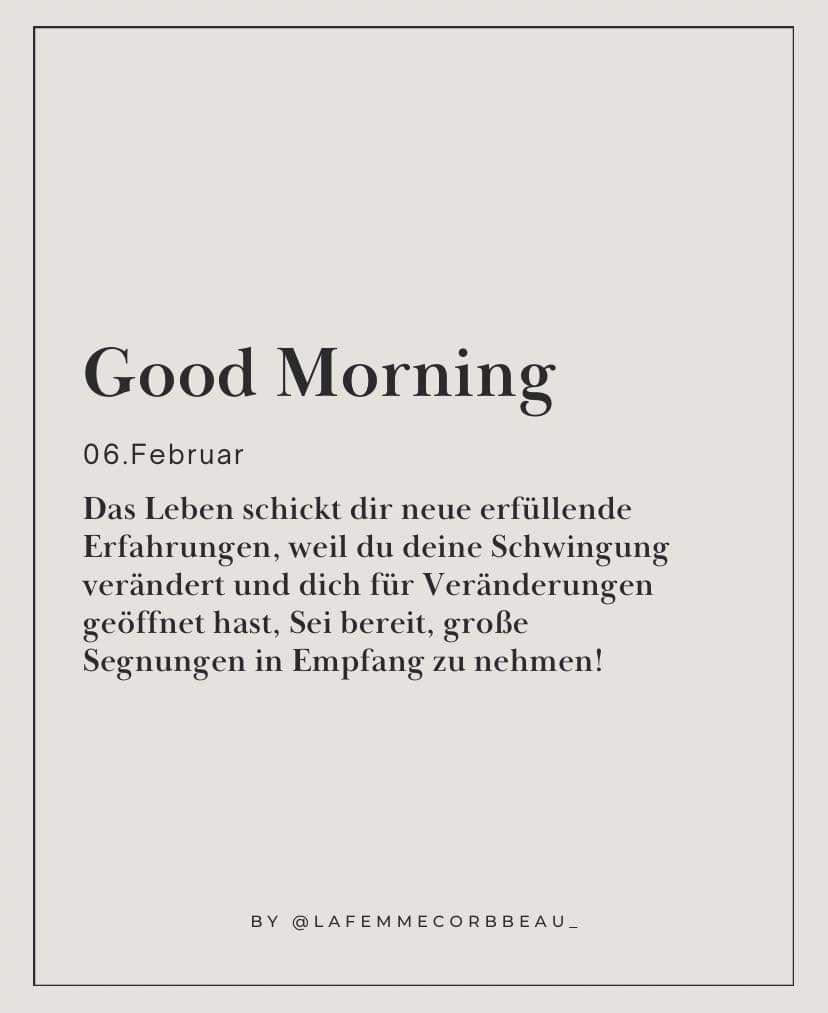 Good Morning
06.Februar
Das Leben schickt dir neue erfüllende
Erfahrungen, weil du deine Schwingung
verändert und dich für Veränderungen
geöffnet hast, Sei bereit, große
Segnungen in Empfang zu nehmen!
BY @LAFEMMECORBBEAU_